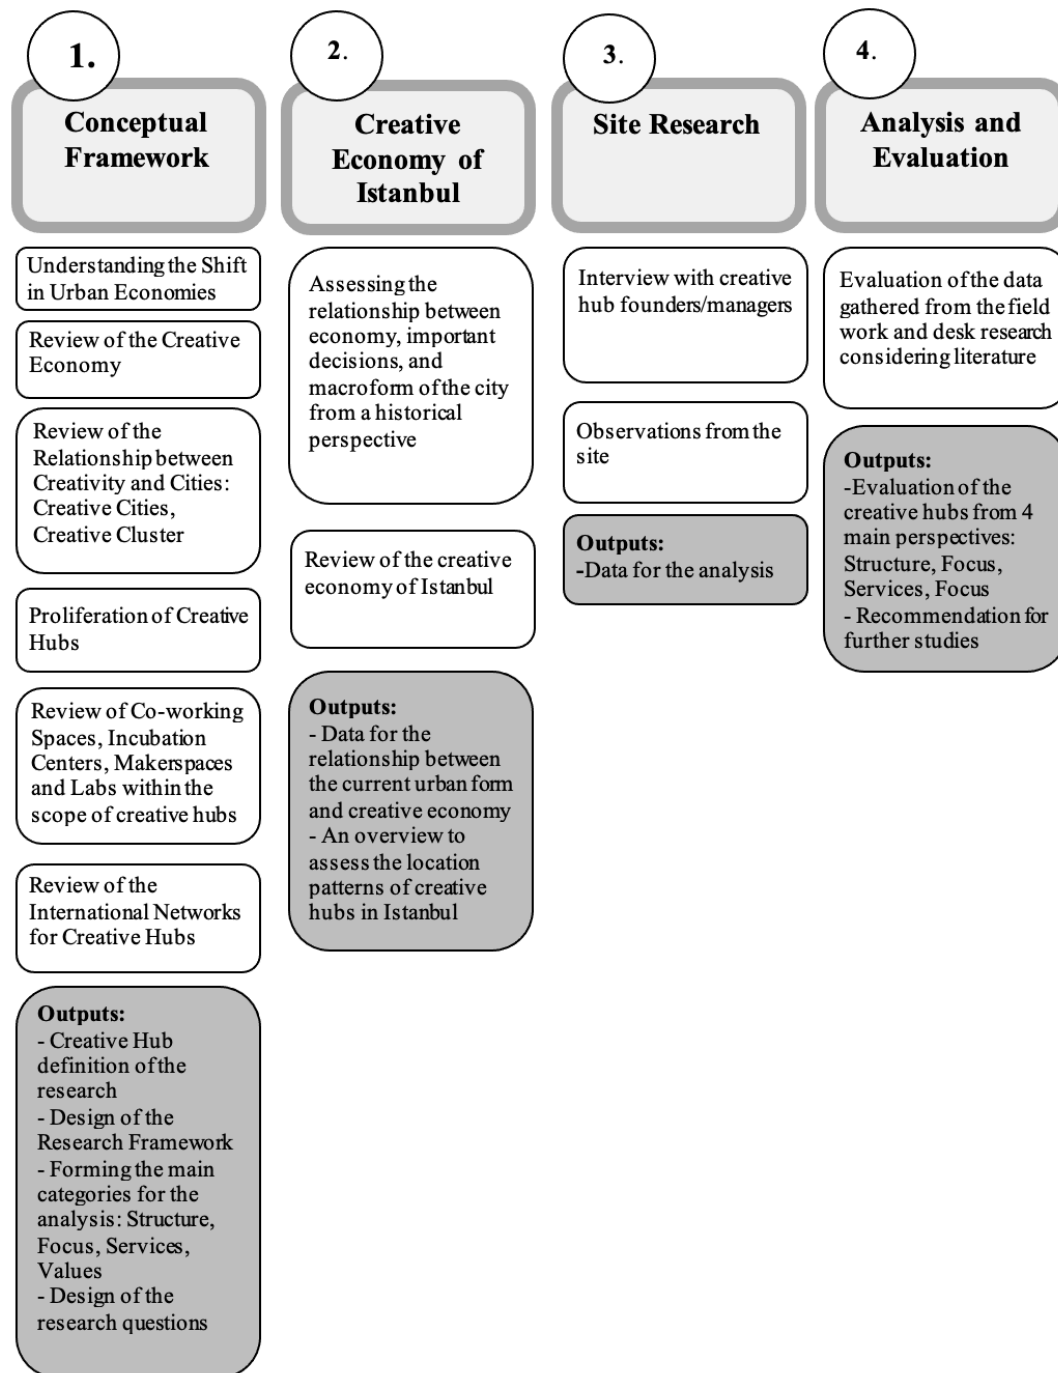 1.
Conceptual
Framework
Understanding the Shift
in Urban Economies
Review of the Creative
Economy
Review of the
Relationship between
Creativity and Cities:
Creative Cities,
Creative Cluster
Proliferation of Creative
Hubs
Review of Co-working
Spaces, Incubation
Centers, Makerspaces
and Labs within the
scope of creative hubs
Review of the
International Networks
for Creative Hubs
Outputs:
- Creative Hub
definition of the
research
- Design of the
Research Framework
- Forming the main
categories for the
analysis: Structure,
Focus, Services,
Values
- Design of the
research questions
2.
Creative
Economy of
Istanbul
Assessing the
relationship between
economy, important
decisions, and
macroform of the city
from a historical
perspective
Review of the creative
economy of Istanbul
Outputs:
- Data for the
relationship between
the current urban form
and creative economy
- An overview to
assess the location
patterns of creative
hubs in Istanbul
3.
Site Research
Interview with creative
hub founders/managers
Observations from the
site
Outputs:
-Data for the analysis
4.
Analysis and
Evaluation
Evaluation of the data
gathered from the field
work and desk research
considering literature
Outputs:
-Evaluation of the
creative hubs from 4
main perspectives:
Structure, Focus,
Services, Focus
- Recommendation for
further studies